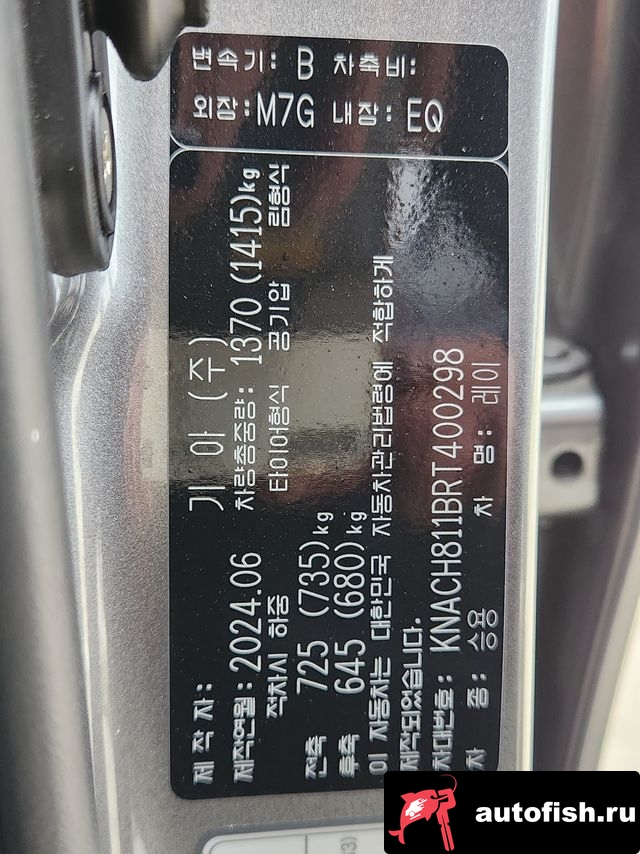 변속기: B 차축비:
외장: M7G 내장: EQ
제 작 자: 기 아 (주)
제작연월: 2024.06 차량총중량: 1370 (1415)kg
적차시 하중 타이어형식 공기압 림형식
전축 725 (735)kg
후축 645 (680)kg
이 자동차는 대한민국 자동차관리법령에 적합하게
제작되었습니다.
차대번호: KNACH811BRT400298
차 종: 승용 차 명: 레이
autofish.ru